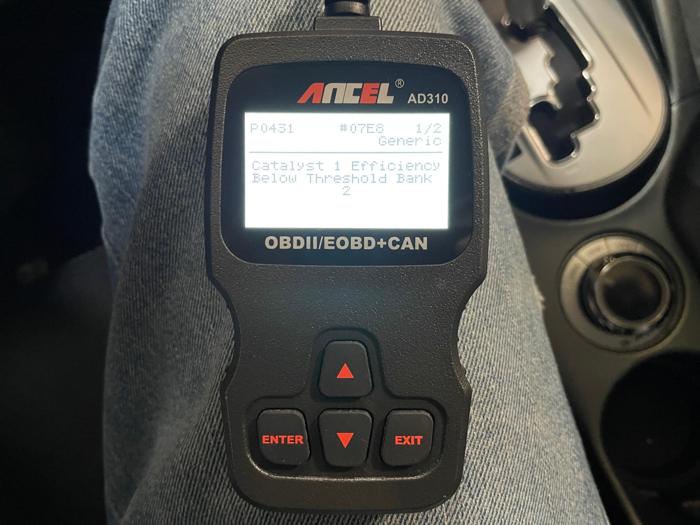 ANCEL®
AD310
P0431 #07E8 1/2
Generic
Catalyst 1 Efficiency
Below Threshold Bank
2
OBDII/EOBD+CAN
ENTER
EXIT